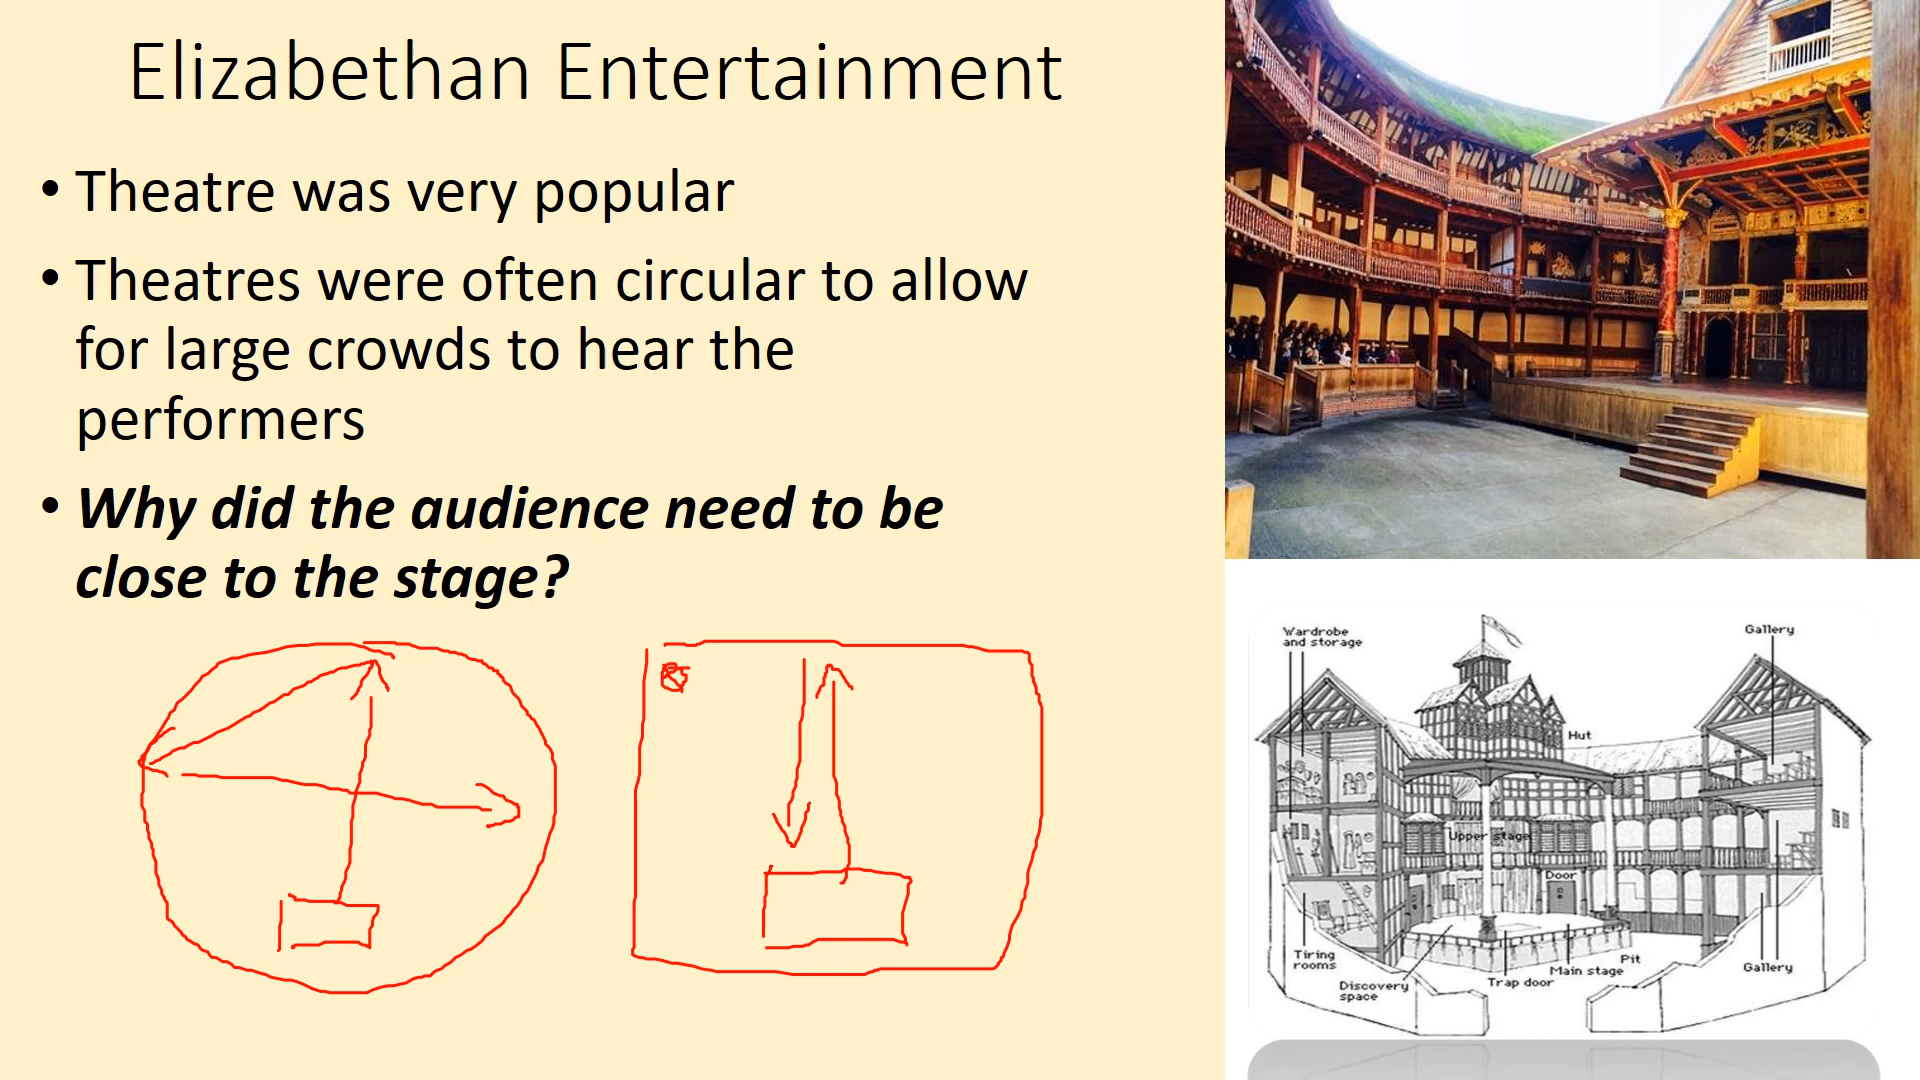 Elizabethan Entertainment
• Theatre was very popular
• Theatres were often circular to allow
for large crowds to hear the
performers
• Why did the audience need to be
close to the stage?
Wardrobe
and storage
Gallery
Hut
Upper stage
Door
Tiring
rooms
Discovery
space
Trap door
Main stage
Pit
Gallery